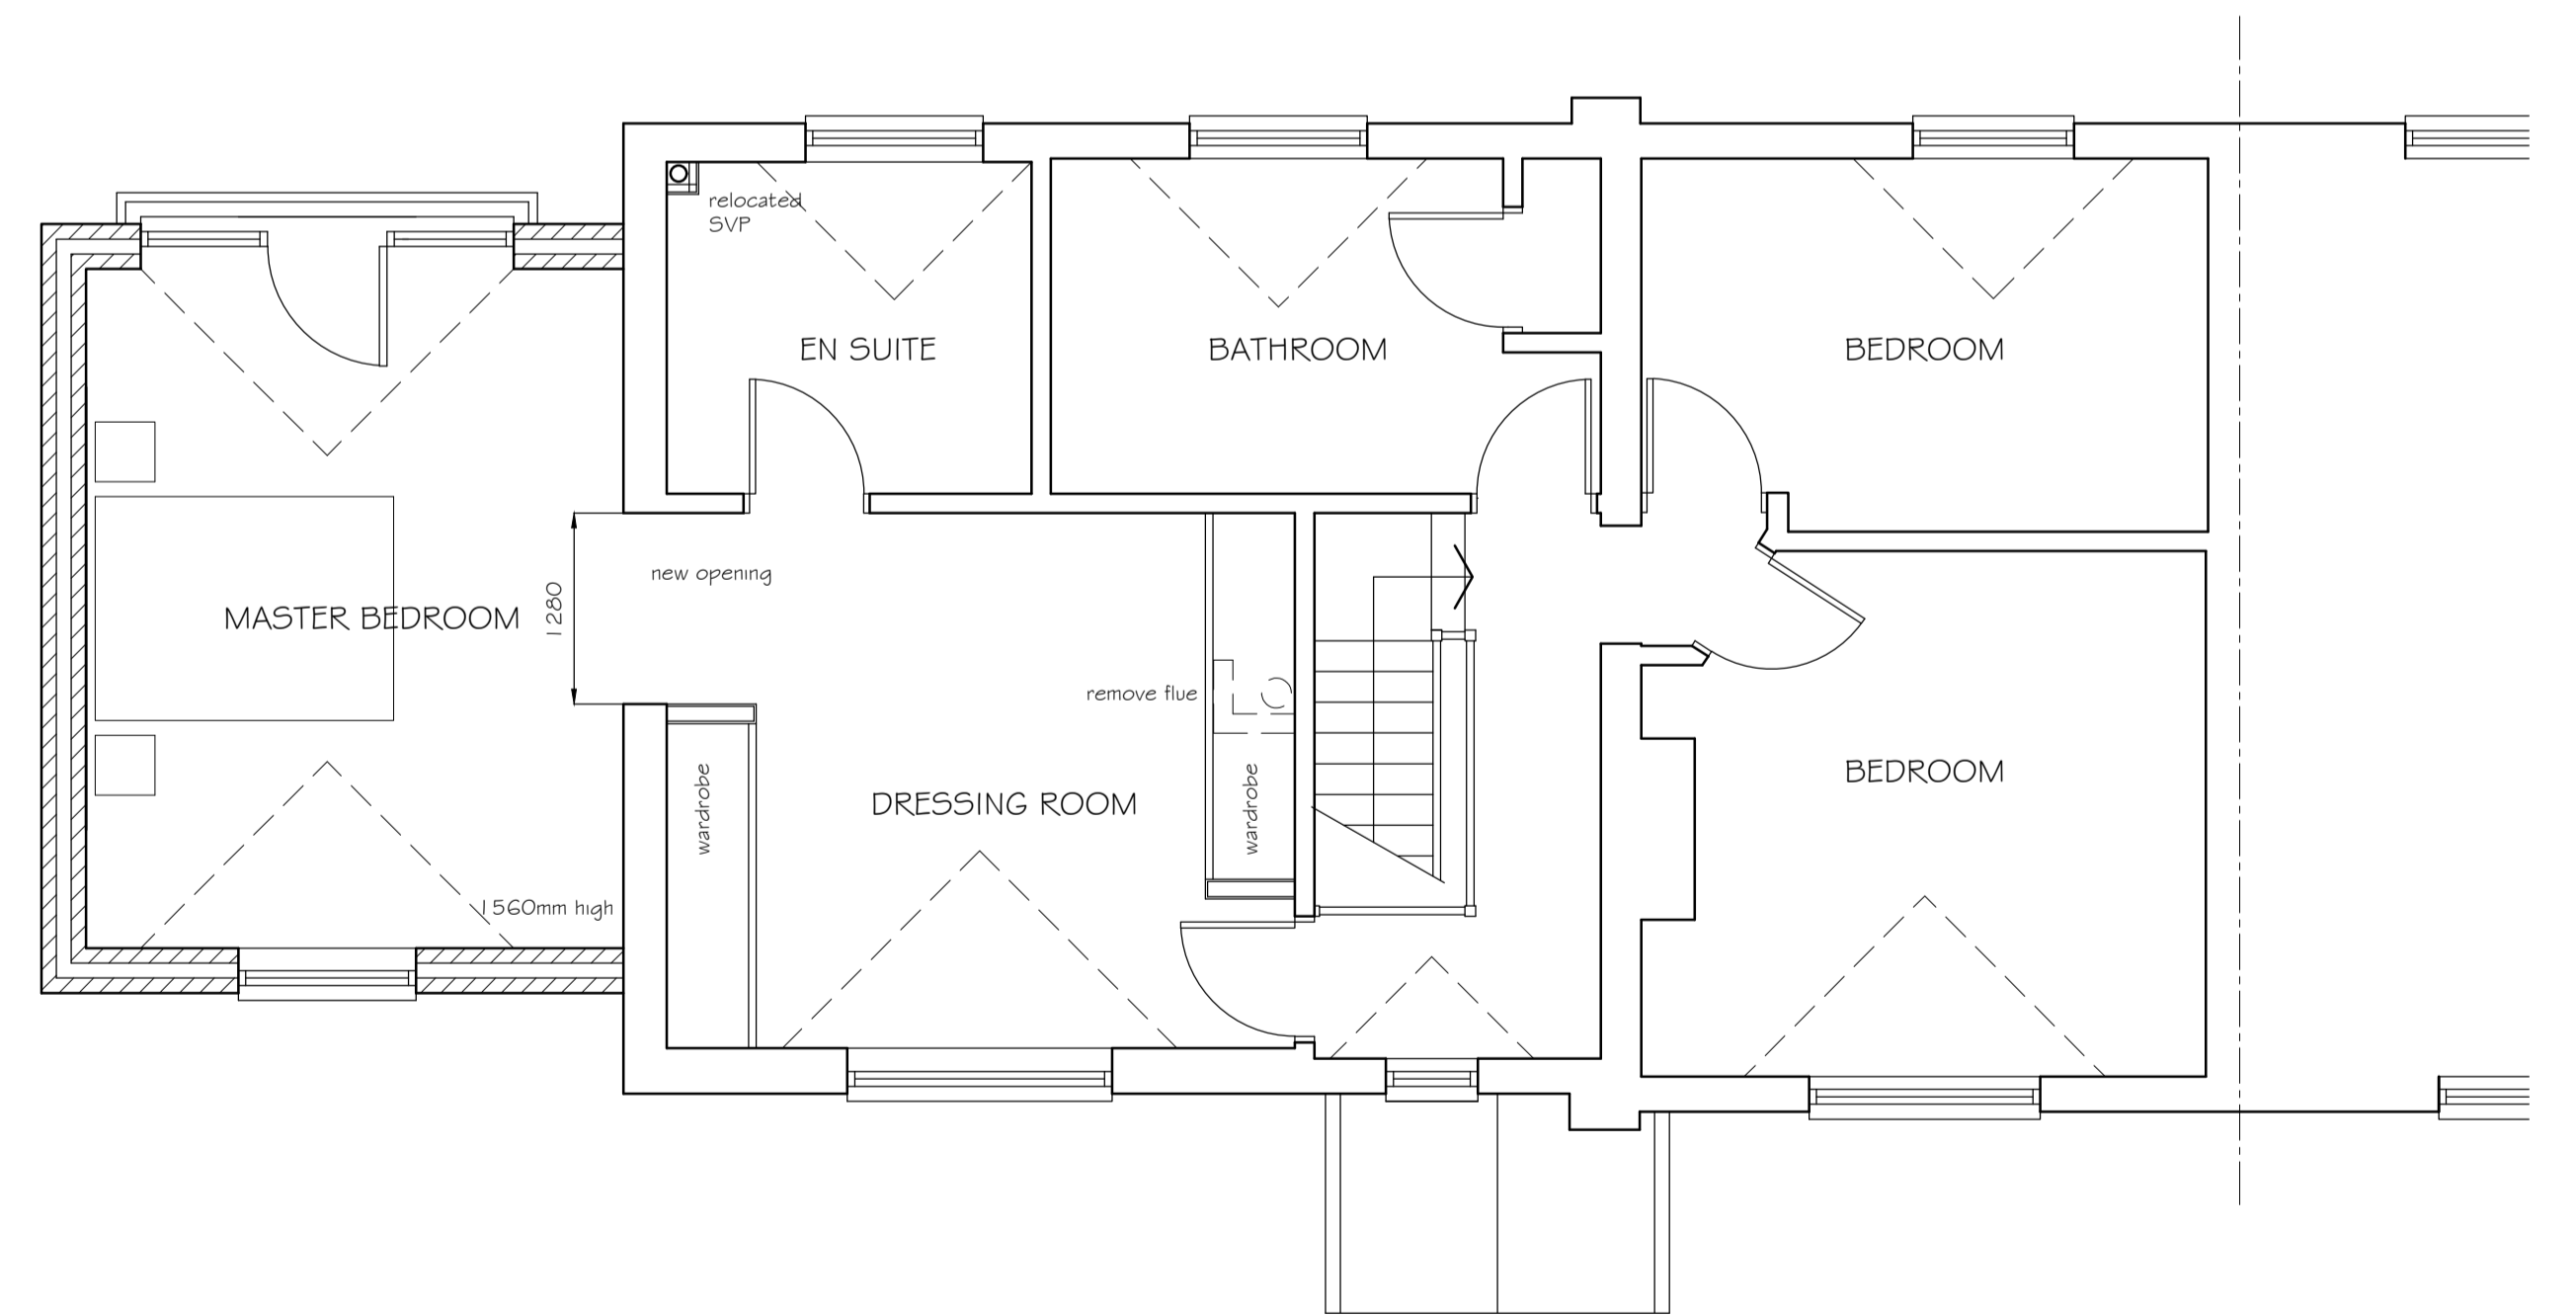 relocated
SVP
EN SUITE
BATHROOM
BEDROOM
new opening
1280
MASTER BEDROOM
remove flue
wardrobe
wardrobe
DRESSING ROOM
BEDROOM
1560mm high